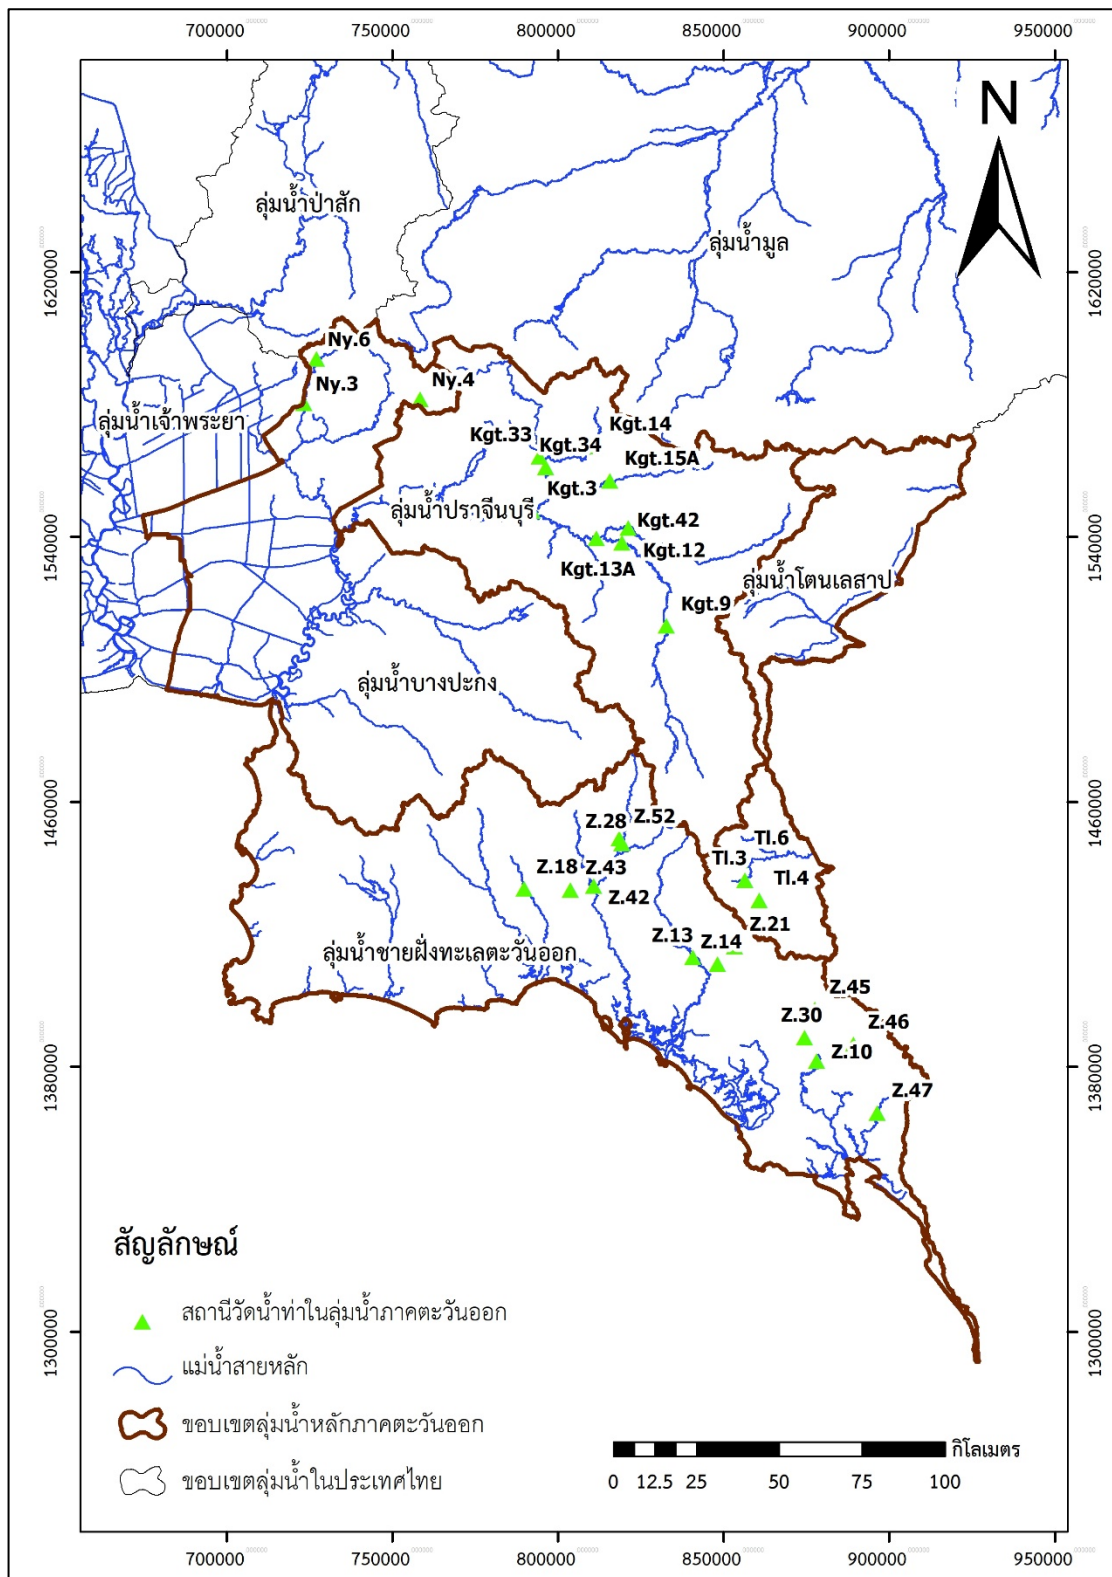 700000 750000 800000 850000 900000 950000
N
ลุ่มน้ำป่าสัก
ลุ่มน้ำมูล
1620000 1620000
Ny.6
Ny.3
Ny.4
ลุ่มน้ำเจ้าพระยา
Kgt.14
Kgt.33
Kgt.34
Kgt.15A
Kgt.3
ลุ่มน้ำปราจีนบุรี
Kgt.42
1540000 1540000
Kgt.12
Kgt.13A
ลุ่มน้ำโตนเลสาป
Kgt.9
ลุ่มน้ำบางปะกง
1460000 1460000
Z.28
Z.52
Tl.6
Tl.3
Z.18
Z.43
Tl.4
Z.42
Z.21
Z.13
Z.14
ลุ่มน้ำชายฝั่งทะเลตะวันออก
Z.45
Z.30
Z.46
Z.10
1380000 1380000
Z.47
สัญลักษณ์
สถานีวัดน้ำท่าในลุ่มน้ำภาคตะวันออก
1300000 1300000
แม่น้ำสายหลัก
ขอบเขตลุ่มน้ำหลักภาคตะวันออก
กิโลเมตร
ขอบเขตลุ่มน้ำในประเทศไทย
0 12.5 25 50 75 100
700000 750000 800000 850000 900000 950000